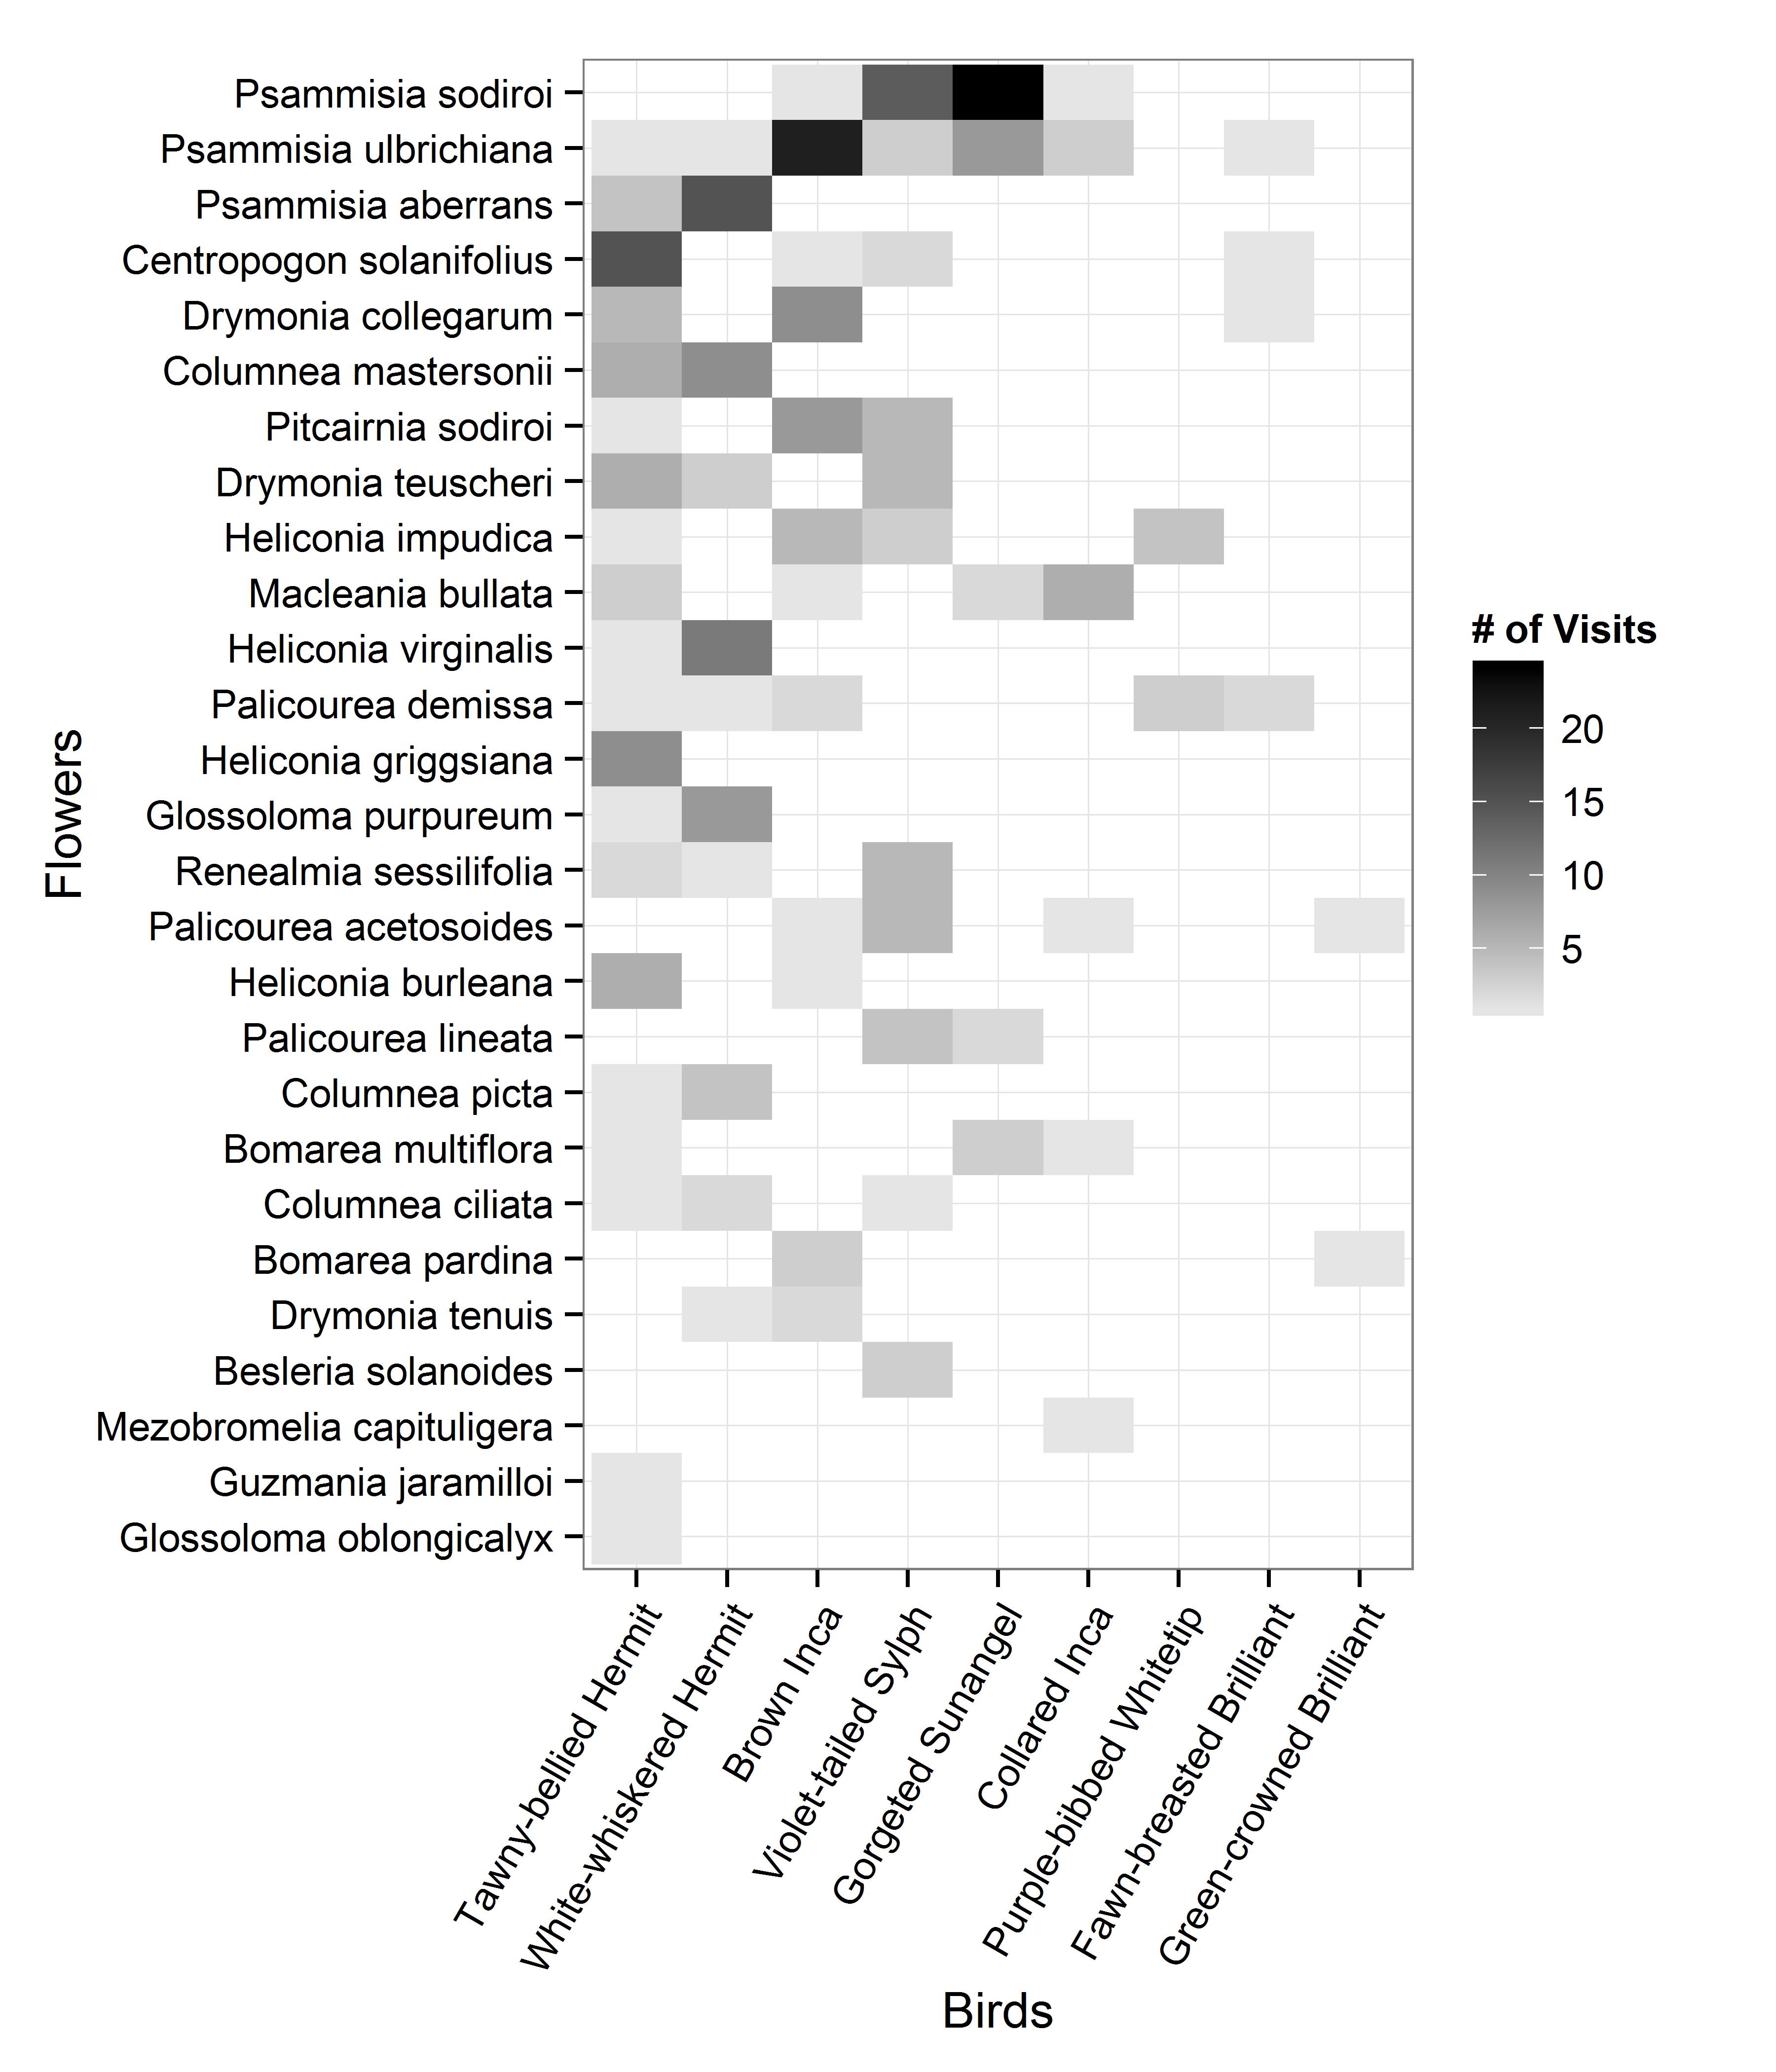 Psammisia sodiroi
Psammisia ulbrichiana
Psammisia aberrans
Centropogon solanifolius
Drymonia collegarum
Columnea mastersonii
Pitcairnia sodiroi
Drymonia teuscheri
Heliconia impudica
Macleania bullata
Heliconia virginalis
Palicourea demissa
Heliconia griggsiana
Glossoloma purpureum
Renealmia sessilifolia
Palicourea acetosoides
Heliconia burleana
Palicourea lineata
Columnea picta
Bomarea multiflora
Columnea ciliata
Bomarea pardina
Drymonia tenuis
Besleria solanoides
Mezobromelia capituligera
Guzmania jaramilloi
Glossoloma oblongicalyx
Flowers
Tawny-bellied Hermit
White-whiskered Hermit
Brown Inca
Violet-tailed Sylph
Gorgeted Sunangel
Collared Inca
Purple-bibbed Whitetip
Fawn-breasted Brilliant
Green-crowned Brilliant
Birds
# of Visits
20
15
10
5